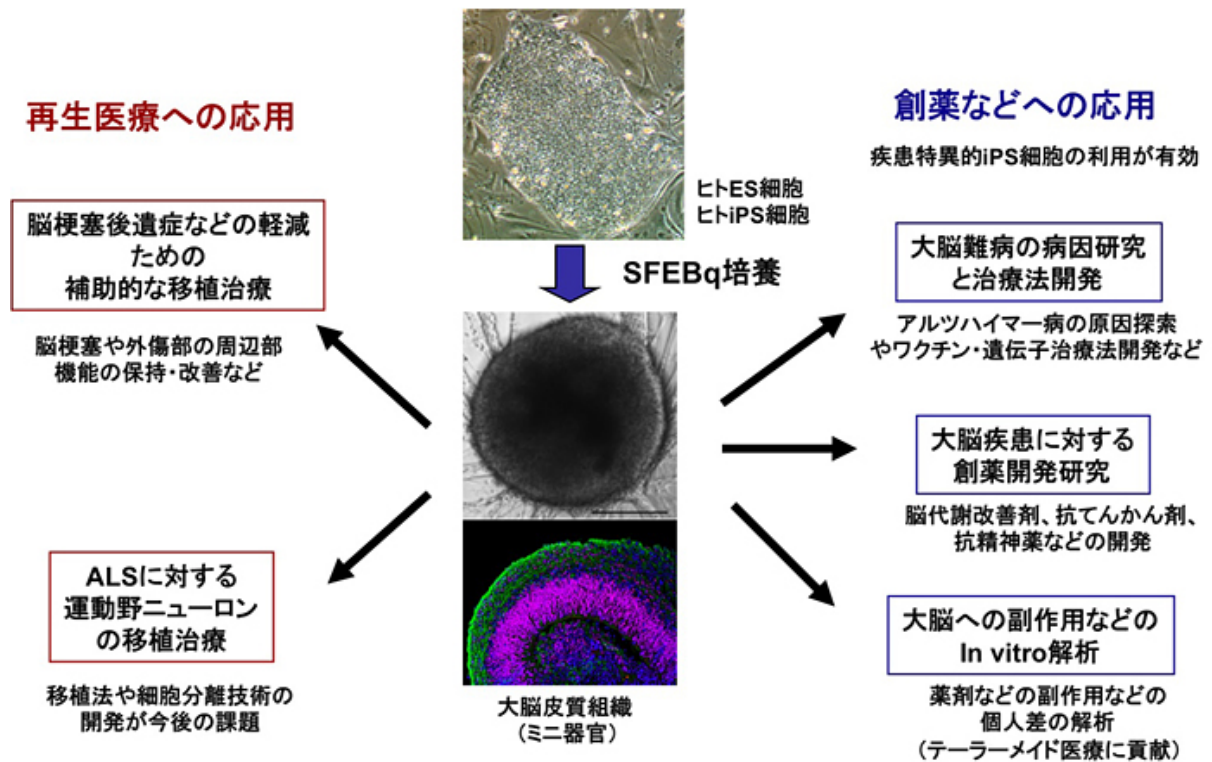 再生医療への応用
脳梗塞後遺症などの軽減
ための
補助的な移植治療
脳梗塞や外傷部の周辺部
機能の保持・改善など
ALSに対する
運動野ニューロン
の移植治療
移植法や細胞分離技術の
開発が今後の課題
ヒトES細胞
ヒトiPS細胞
SFEBq培養
大脳皮質組織
（ミニ器官）
創薬などへの応用
疾患特異的iPS細胞の利用が有効
大脳難病の病因研究
と治療法開発
アルツハイマー病の原因探索
やワクチン・遺伝子治療法開発など
大脳疾患に対する
創薬開発研究
脳代謝改善剤、抗てんかん剤、
抗精神薬などの開発
大脳への副作用などの
In vitro解析
薬剤などの副作用などの
個人差の解析
（テーラーメイド医療に貢献）